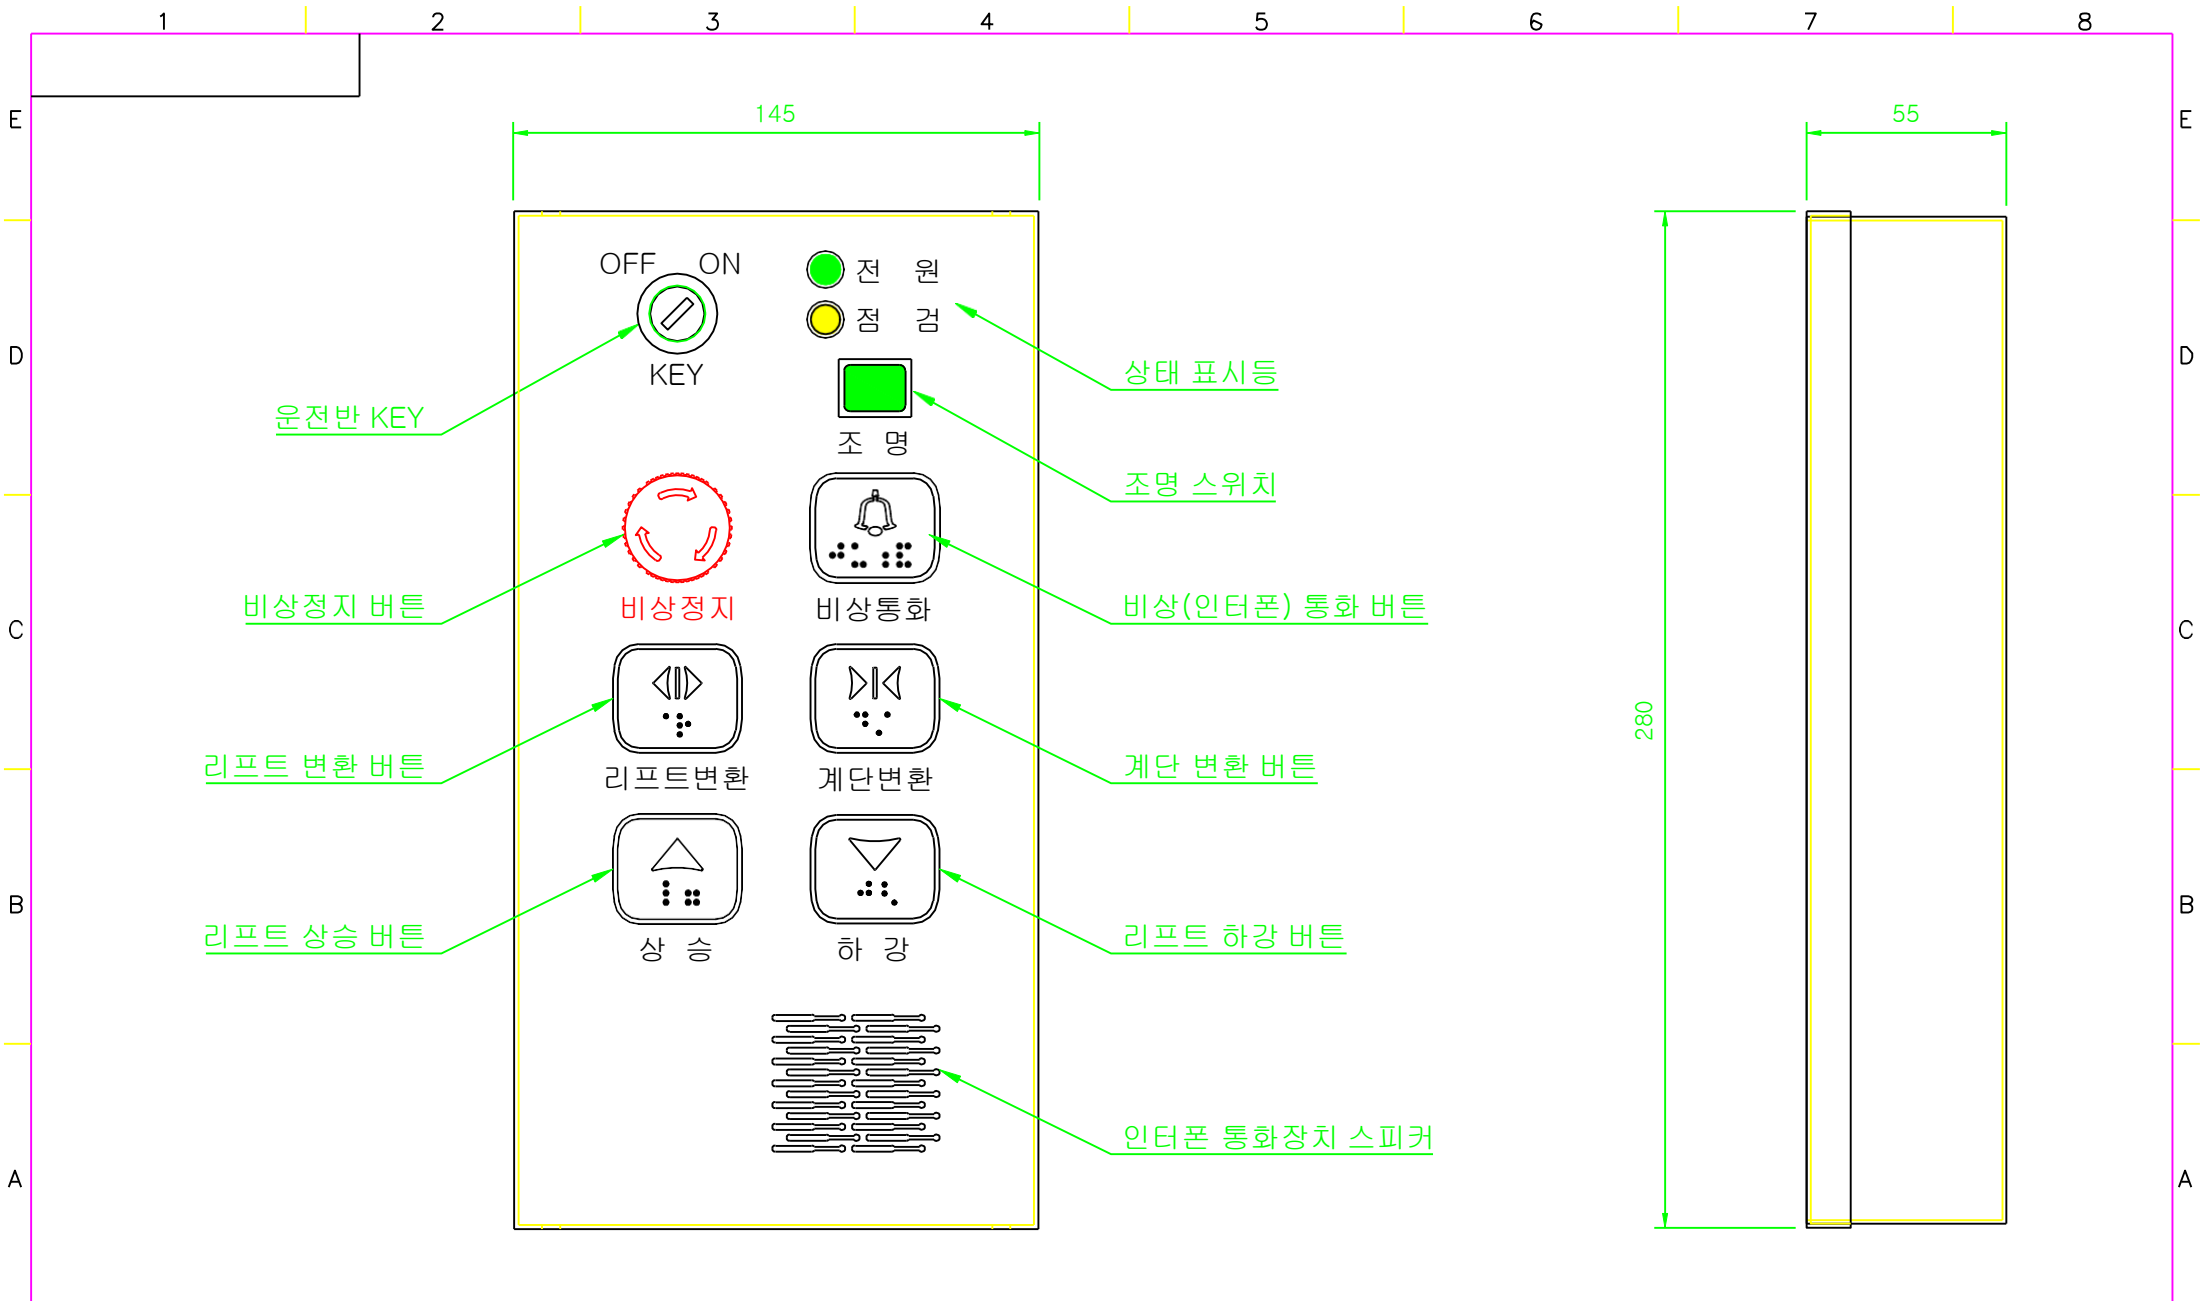 1 2 3 4 5 6 7 8
E E
145 55
OFF ON
전 원
점 검
KEY
상태 표시등
D D
운전반 KEY
조 명
조명 스위치
비상정지 버튼
비상정지
비상통화
비상(인터폰) 통화 버튼
C C
280
리프트 변환 버튼
리프트변환
계단변환
계단 변환 버튼
B B
리프트 상승 버튼
상 승
하 강
리프트 하강 버튼
인터폰 통화장치 스피커
A A